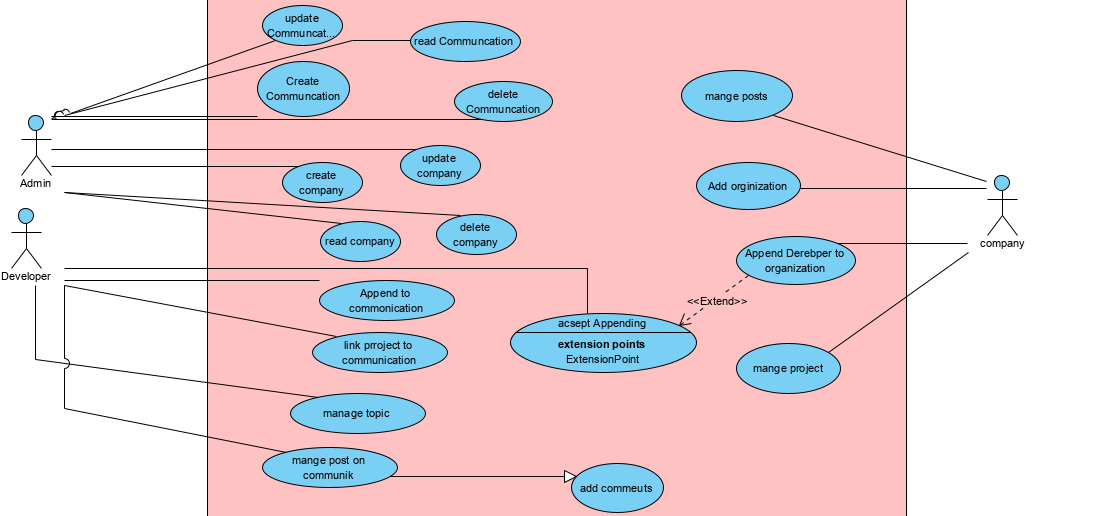 update
Communcat...
read Communcation
Create
Communcation
delete
Communcation
mange posts
Admin
update
company
create
company
Add orginization
read company
delete
company
company
Developer
Append Derebper to
organization
<<Extend>>
Append to
commonication
acsept Appending
extension points
ExtensionPoint
link prroject to
communication
mange project
manage topic
mange post on
communik
add commeuts